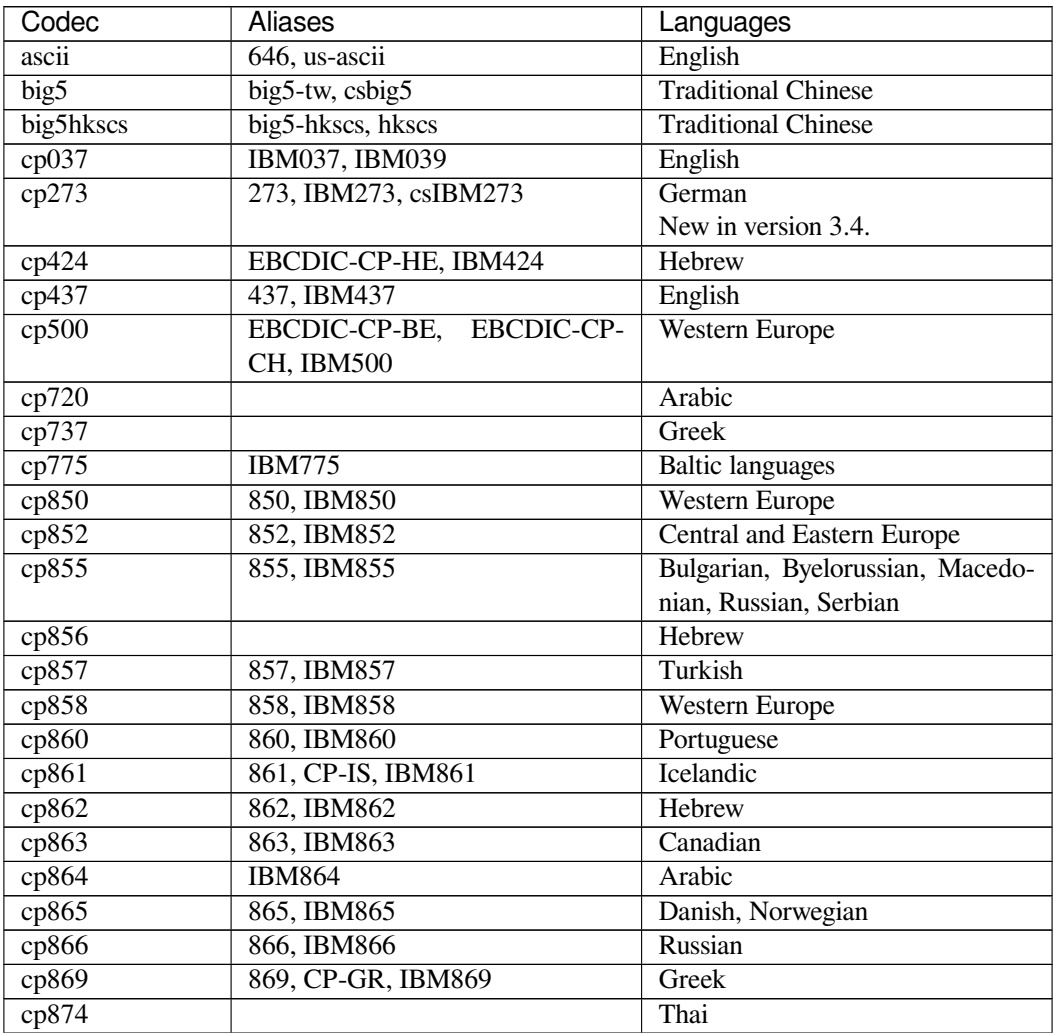 Codec Aliases Languages
ascii 646, us-ascii English
big5 big5-tw, csbig5 Traditional Chinese
big5hkscs big5-hkscs, hkscs Traditional Chinese
cp037 IBM037, IBM039 English
cp273 273, IBM273, csIBM273 German
New in version 3.4.
cp424 EBCDIC-CP-HE, IBM424 Hebrew
cp437 437, IBM437 English
cp500 EBCDIC-CP-BE, EBCDIC-CP- Western Europe
CH, IBM500
cp720 Arabic
cp737 Greek
cp775 IBM775 Baltic languages
cp850 850, IBM850 Western Europe
cp852 852, IBM852 Central and Eastern Europe
cp855 855, IBM855 Bulgarian, Byelorussian, Macedo-
nian, Russian, Serbian
cp856 Hebrew
cp857 857, IBM857 Turkish
cp858 858, IBM858 Western Europe
cp860 860, IBM860 Portuguese
cp861 861, CP-IS, IBM861 Icelandic
cp862 862, IBM862 Hebrew
cp863 863, IBM863 Canadian
cp864 IBM864 Arabic
cp865 865, IBM865 Danish, Norwegian
cp866 866, IBM866 Russian
cp869 869, CP-GR, IBM869 Greek
cp874 Thai